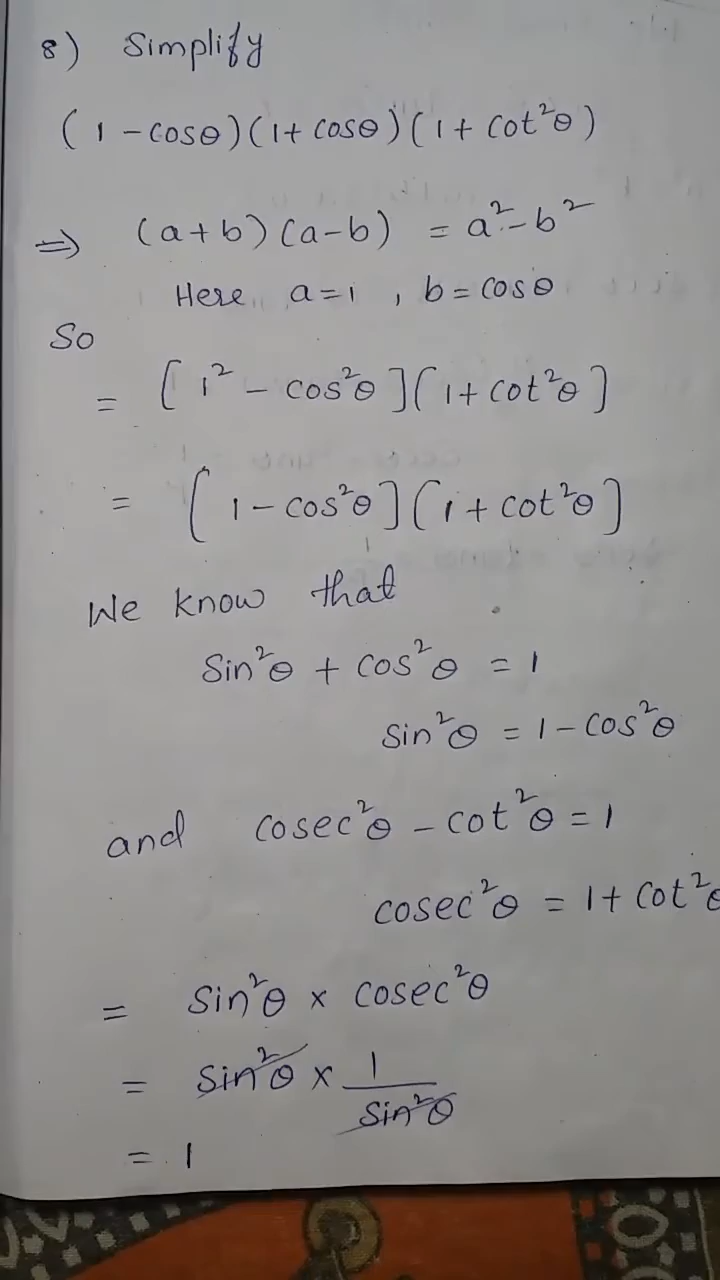 8) Simplify
(1 - cosθ)(1 + cosθ)(1 + cot²θ)
⇒ (a+b)(a-b) = a² - b²
Here a=1, b=cosθ
So
= [1² - cos²θ][1 + cot²θ]
= [1 - cos²θ][1 + cot²θ]
We know that
Sin²θ + cos²θ = 1
Sin²θ = 1 - cos²θ
and cosec²θ - cot²θ = 1
cosec²θ = 1 + cot²θ
= Sin²θ × cosec²θ
= Sin²θ × 1/Sin²θ
= 1